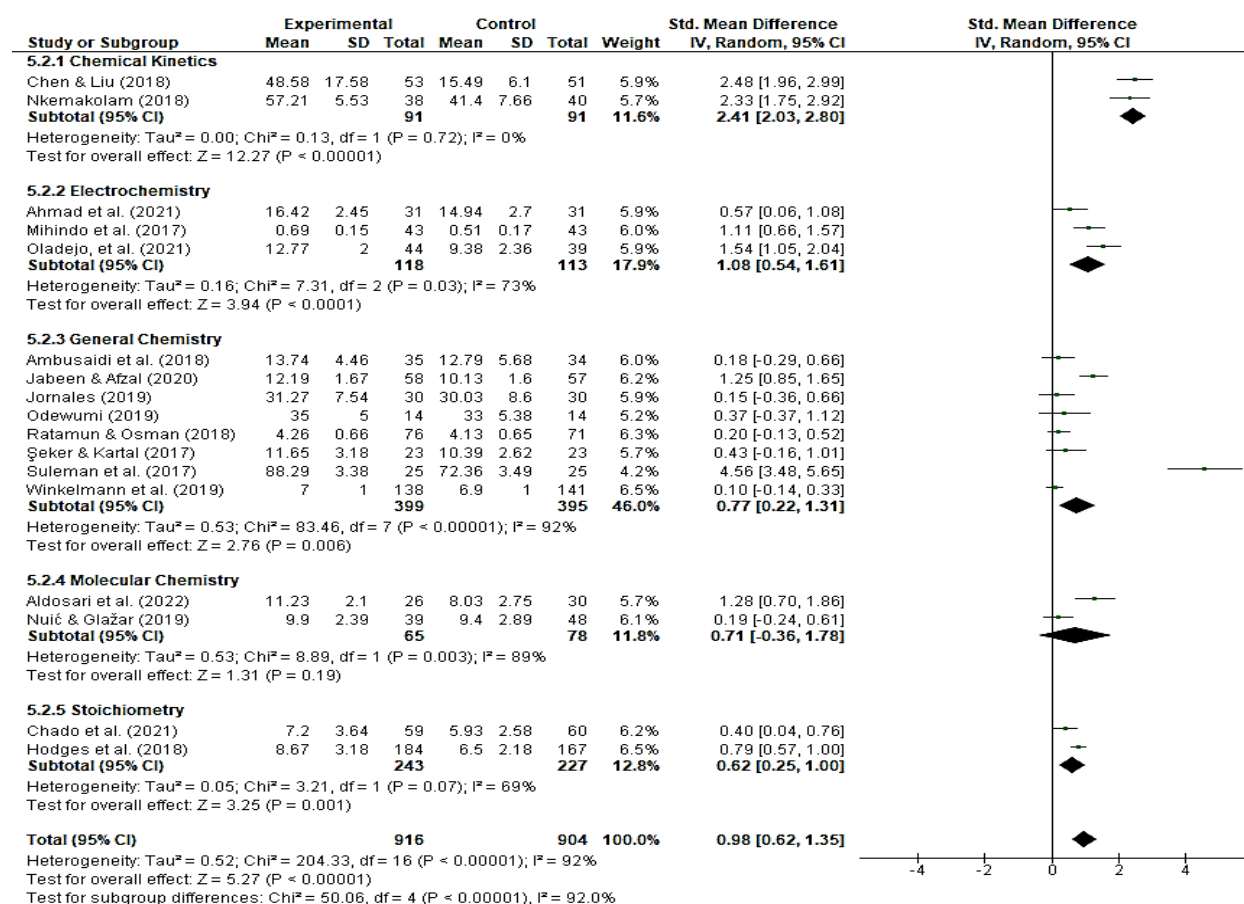 Experimental Control Std. Mean Difference Std. Mean Difference
Study or Subgroup Mean SD Total Mean SD Total Weight IV, Random, 95% CI IV, Random, 95% CI
5.2.1 Chemical Kinetics
Chen & Liu (2018) 48.58 17.58 53 15.49 6.1 51 5.9% 2.48 [1.96, 2.99]
Nkemakolam (2018) 57.21 5.53 38 41.4 7.66 40 5.7% 2.33 [1.75, 2.92]
Subtotal (95% CI) 91 91 11.6% 2.41 [2.03, 2.80]
Heterogeneity: Tau² = 0.00; Chi² = 0.13, df = 1 (P = 0.72); I² = 0%
Test for overall effect: Z = 12.27 (P < 0.00001)
5.2.2 Electrochemistry
Ahmad et al. (2021) 16.42 2.45 31 14.94 2.7 31 5.9% 0.57 [0.06, 1.08]
Mihindo et al. (2017) 0.69 0.15 43 0.51 0.17 43 6.0% 1.11 [0.66, 1.57]
Oladejo, et al. (2021) 12.77 2 44 9.38 2.36 39 5.9% 1.54 [1.05, 2.04]
Subtotal (95% CI) 118 113 17.9% 1.08 [0.54, 1.61]
Heterogeneity: Tau² = 0.16; Chi² = 7.31, df = 2 (P = 0.03); I² = 73%
Test for overall effect: Z = 3.94 (P < 0.0001)
5.2.3 General Chemistry
Ambusaidi et al. (2018) 13.74 4.46 35 12.79 5.68 34 6.0% 0.18 [-0.29, 0.66]
Jabeen & Afzal (2020) 12.19 1.67 58 10.13 1.6 57 6.2% 1.25 [0.85, 1.65]
Jornales (2019) 31.27 7.54 30 30.03 8.6 30 5.9% 0.15 [-0.36, 0.66]
Odewumi (2019) 35 5 14 33 5.38 14 5.2% 0.37 [-0.37, 1.12]
Ratamun & Osman (2018) 4.26 0.66 76 4.13 0.65 71 6.3% 0.20 [-0.13, 0.52]
Şeker & Kartal (2017) 11.65 3.18 23 10.39 2.62 23 5.7% 0.43 [-0.16, 1.01]
Suleman et al. (2017) 88.29 3.38 25 72.36 3.49 25 4.2% 4.56 [3.48, 5.65]
Winkelmann et al. (2019) 7 1 138 6.9 1 141 6.5% 0.10 [-0.14, 0.33]
Subtotal (95% CI) 399 395 46.0% 0.77 [0.22, 1.31]
Heterogeneity: Tau² = 0.53; Chi² = 83.46, df = 7 (P < 0.00001); I² = 92%
Test for overall effect: Z = 2.76 (P = 0.006)
5.2.4 Molecular Chemistry
Aldosari et al. (2022) 11.23 2.1 26 8.03 2.75 30 5.7% 1.28 [0.70, 1.86]
Nuić & Glažar (2019) 9.9 2.39 39 9.4 2.89 48 6.1% 0.19 [-0.24, 0.61]
Subtotal (95% CI) 65 78 11.8% 0.71 [-0.36, 1.78]
Heterogeneity: Tau² = 0.53; Chi² = 8.89, df = 1 (P = 0.003); I² = 89%
Test for overall effect: Z = 1.31 (P = 0.19)
5.2.5 Stoichiometry
Chado et al. (2021) 7.2 3.64 59 5.93 2.58 60 6.2% 0.40 [0.04, 0.76]
Hodges et al. (2018) 8.67 3.18 184 6.5 2.18 167 6.5% 0.79 [0.57, 1.00]
Subtotal (95% CI) 243 227 12.8% 0.62 [0.25, 1.00]
Heterogeneity: Tau² = 0.05; Chi² = 3.21, df = 1 (P = 0.07); I² = 69%
Test for overall effect: Z = 3.25 (P = 0.001)
Total (95% CI) 916 904 100.0% 0.98 [0.62, 1.35]
Heterogeneity: Tau² = 0.52; Chi² = 204.33, df = 16 (P < 0.00001); I² = 92%
Test for overall effect: Z = 5.27 (P < 0.00001)
Test for subgroup differences: Chi² = 50.06, df = 4 (P < 0.00001), I² = 92.0%
-4 -2 0 2 4